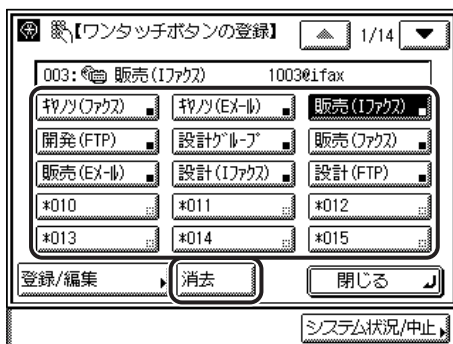 【ワンタッチボタンの登録】 1/14
003: 販売(Iファクス) 1003@ifax
キヤノン(ファクス) キヤノン(Eメール) 販売(Iファクス)
開発(FTP) 設計グループ 販売(ファクス)
販売(Eメール) 設計(Iファクス) 設計(FTP)
*010 *011 *012
*013 *014 *015
登録/編集 消去 閉じる
システム状況/中止